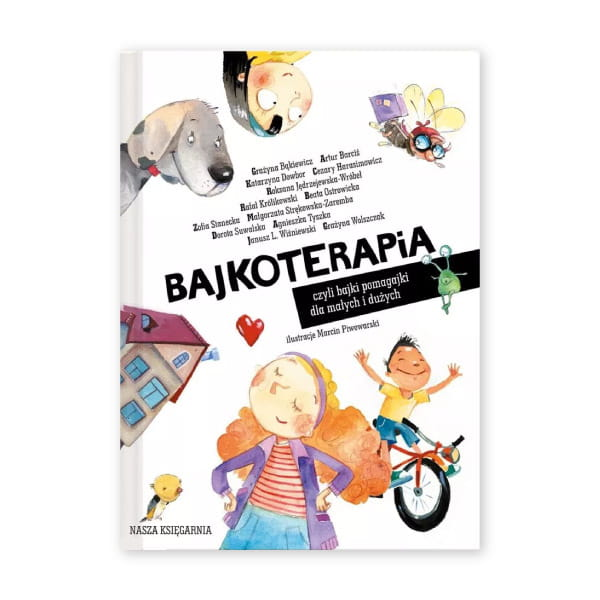 Grażyna Bąkiewicz Artur Barciś
Katarzyna Dowbor Cezary Harasimowicz
Roksana Jędrzejewska-Wróbel
Rafał Królikowski Beata Ostrowicka
Zofia Stanecka Małgorzata Strękowska-Zaremba
Dorota Suwalska Agnieszka Tyszka
Janusz L. Wiśniewski Grażyna Wolszczak
BAJKOTERAPiA
czyli bajki pomagajki
dla małych i dużych
ilustracje Marcin Piwowarski
NASZA KSIĘGARNIA